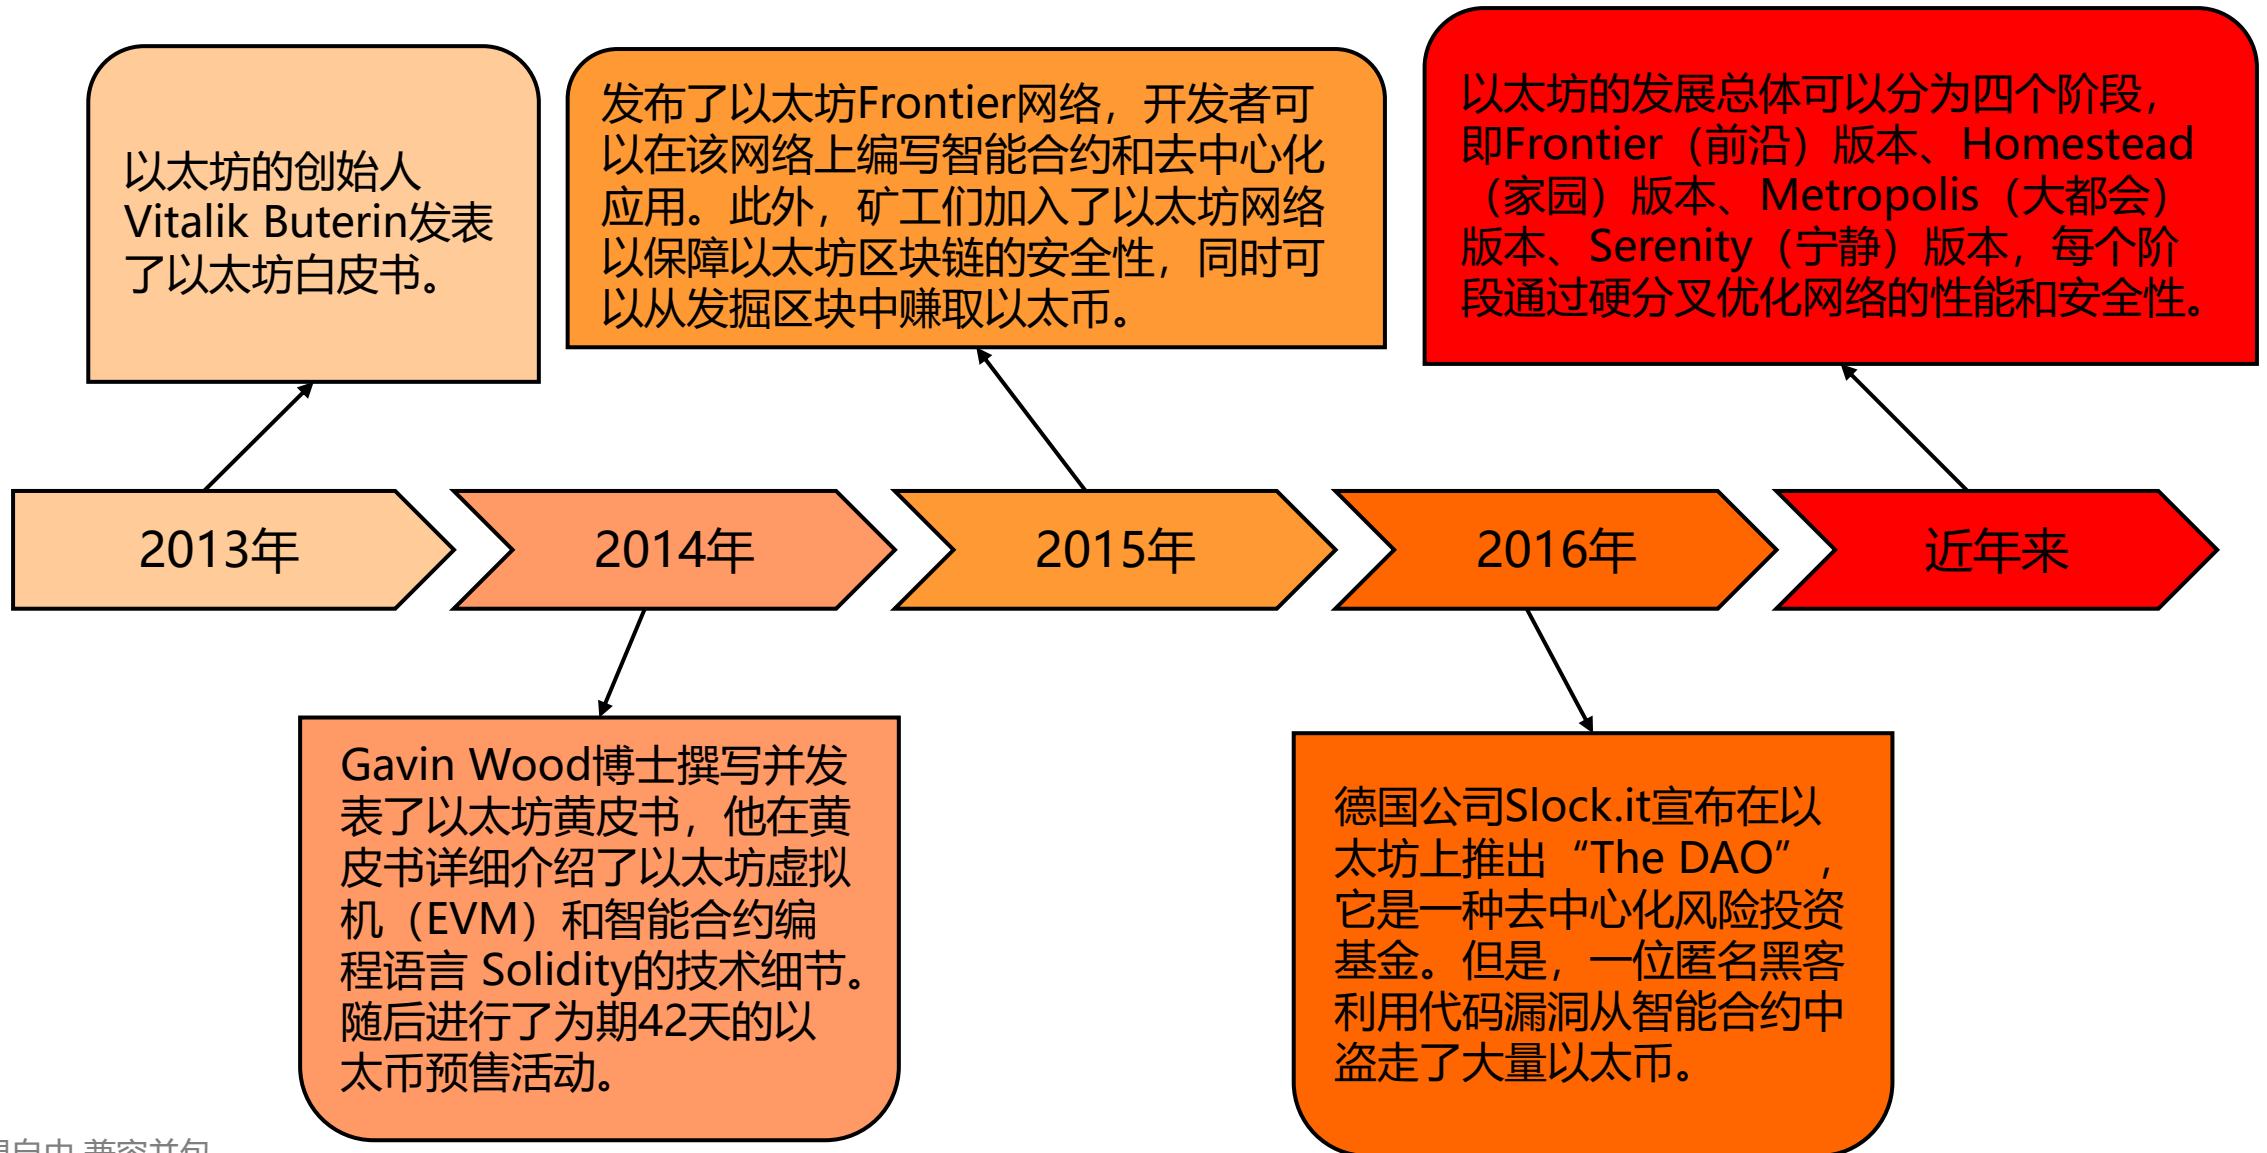 以太坊的创始人
Vitalik Buterin发表
了以太坊白皮书。
发布了以太坊Frontier网络，开发者可
以在该网络上编写智能合约和去中心化
应用。此外，矿工们加入了以太坊网络
以保障以太坊区块链的安全性，同时可
以从发掘区块中赚取以太币。
以太坊的发展总体可以分为四个阶段，
即Frontier（前沿）版本、Homestead
（家园）版本、Metropolis（大都会）
版本、Serenity（宁静）版本，每个阶
段通过硬分叉优化网络的性能和安全性。
2013年
2014年
2015年
2016年
近年来
Gavin Wood博士撰写并发
表了以太坊黄皮书，他在黄
皮书详细介绍了以太坊虚拟
机（EVM）和智能合约编
程语言 Solidity的技术细节。
随后进行了为期42天的以
太币预售活动。
德国公司Slock.it宣布在以
太坊上推出“The DAO”，
它是一种去中心化风险投资
基金。但是，一位匿名黑客
利用代码漏洞从智能合约中
盗走了大量以太币。